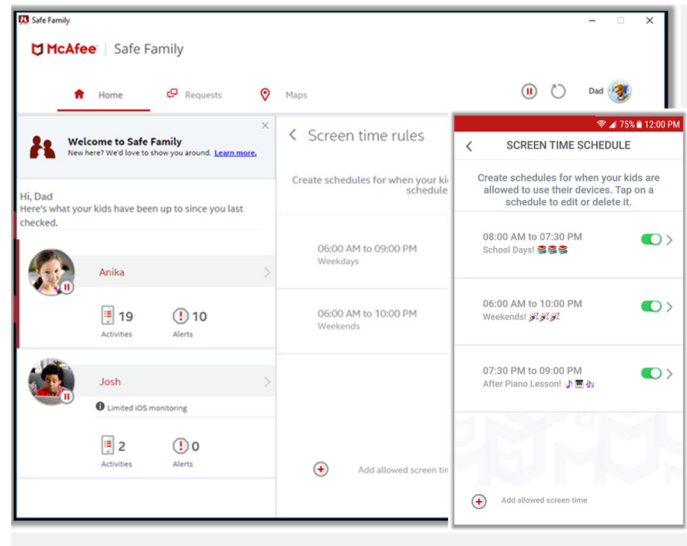 Safe Family
McAfee | Safe Family
Home
Requests
Maps
Dad
Welcome to Safe Family
New here? We'd love to show you around. Learn more.
Hi, Dad
Here's what your kids have been up to since you last
checked.
Anika
19
Activities
10
Alerts
Josh
Limited iOS monitoring
2
Activities
0
Alerts
Screen time rules
Create schedules for when your
schedule
06:00 AM to 09:00 PM
Weekdays
06:00 AM to 10:00 PM
Weekends
Add allowed screen
75% 12:00 PM
SCREEN TIME SCHEDULE
Create schedules for when your kids are
allowed to use their devices. Tap on a
schedule to edit or delete it.
08:00 AM to 07:30 PM
School Days! 📚📚📚
06:00 AM to 10:00 PM
Weekends! 🎉🎉🎉
07:30 PM to 09:00 PM
After Piano Lesson! 🎵🎹🎶
Add allowed screen time